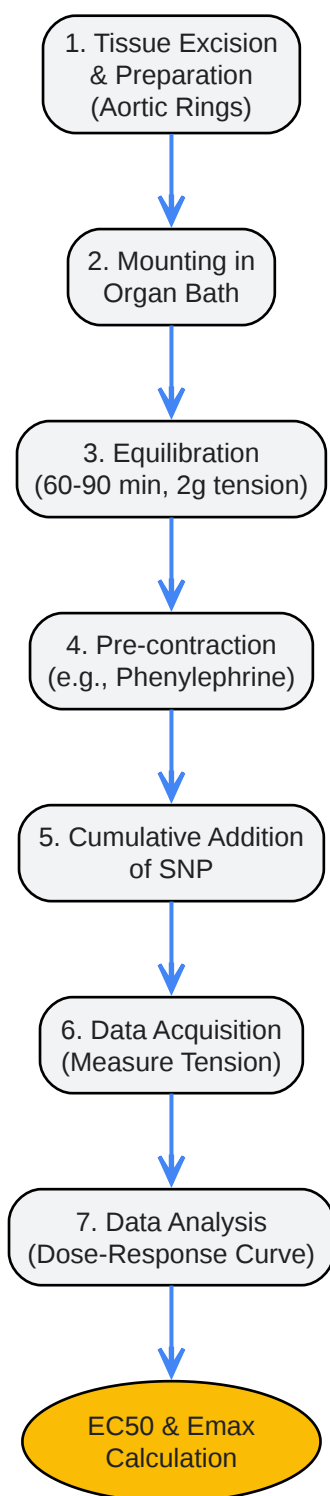 1. Tissue Excision
& Preparation
(Aortic Rings)
2. Mounting in
Organ Bath
3. Equilibration
(60-90 min, 2g tension)
4. Pre-contraction
(e.g., Phenylephrine)
5. Cumulative Addition
of SNP
6. Data Acquisition
(Measure Tension)
7. Data Analysis
(Dose-Response Curve)
EC50 & Emax
Calculation